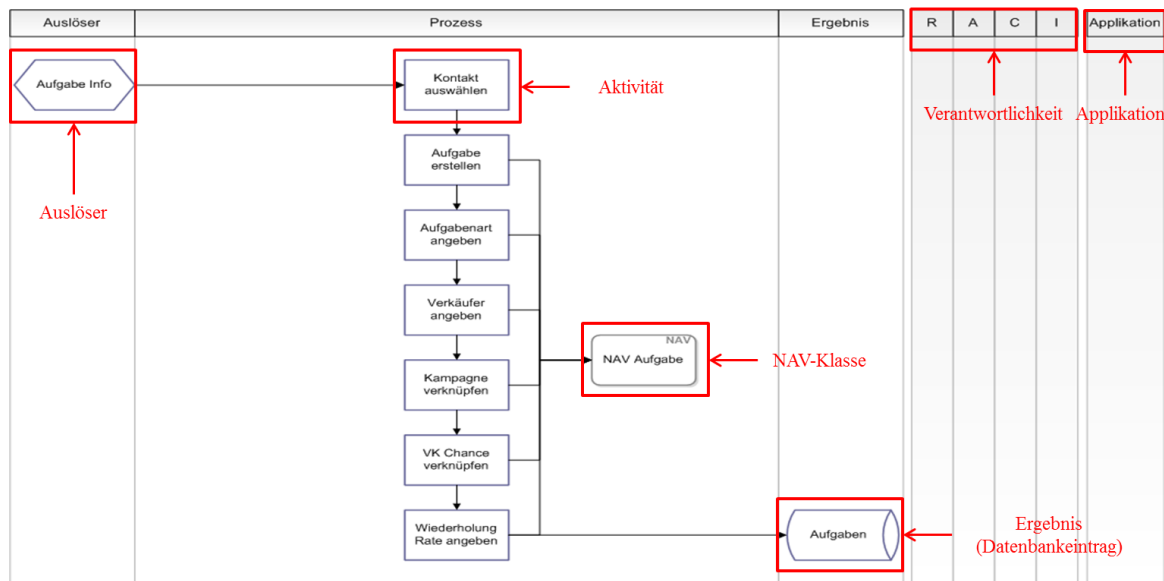 Auslöser
Prozess
Ergebnis
R
A
C
I
Applikation
Aufgabe Info
Kontakt
auswählen
Aktivität
Verantwortlichkeit
Applikation
Aufgabe
erstellen
Auslöser
Aufgabenart
angeben
Verkäufer
angeben
NAV
NAV Aufgabe
NAV-Klasse
Kampagne
verknüpfen
VK Chance
verknüpfen
Wiederholung
Rate angeben
Aufgaben
Ergebnis
(Datenbankeintrag)